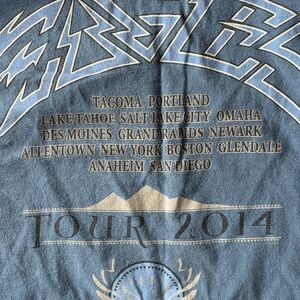 EAGLES
TACOMA PORTLAND
LAKE TAHOE SALT LAKE CITY OMAHA
DES MOINES GRAND RAPIDS NEWARK
ALLENTOWN NEW YORK BOSTON GLENDALE
ANAHEIM SAN DIEGO
TOUR 2014